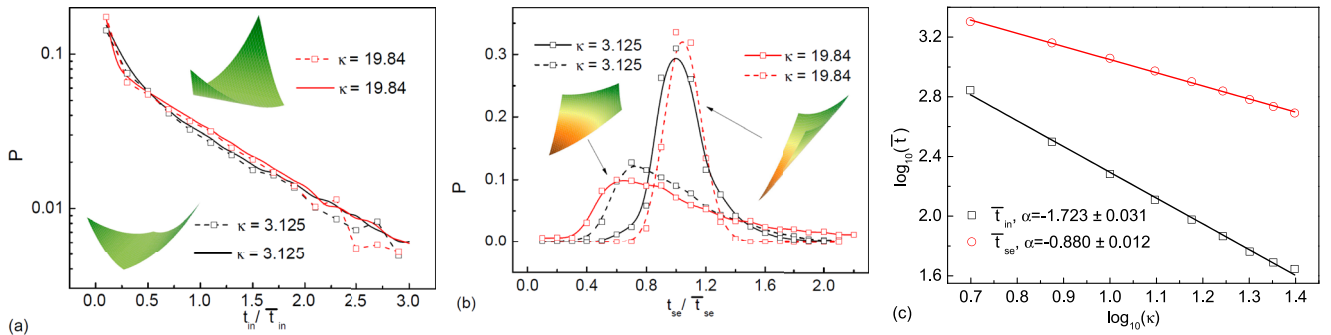 0.1
0.01
P
κ = 19.84
κ = 19.84
κ = 3.125
κ = 3.125
0.0 0.5 1.0 1.5 2.0 2.5 3.0
t_in / t̅_in
(a)
0.3
0.2
0.1
0.0
P
κ = 3.125
κ = 3.125
κ = 19.84
κ = 19.84
0.0 0.4 0.8 1.2 1.6 2.0
t_se / t̅_se
(b)
3.2
2.8
2.4
2.0
1.6
log₁₀(t̅)
t̅_in, α=-1.723 ± 0.031
t̅_se, α=-0.880 ± 0.012
0.7 0.8 0.9 1.0 1.1 1.2 1.3 1.4
log₁₀(κ)
(c)